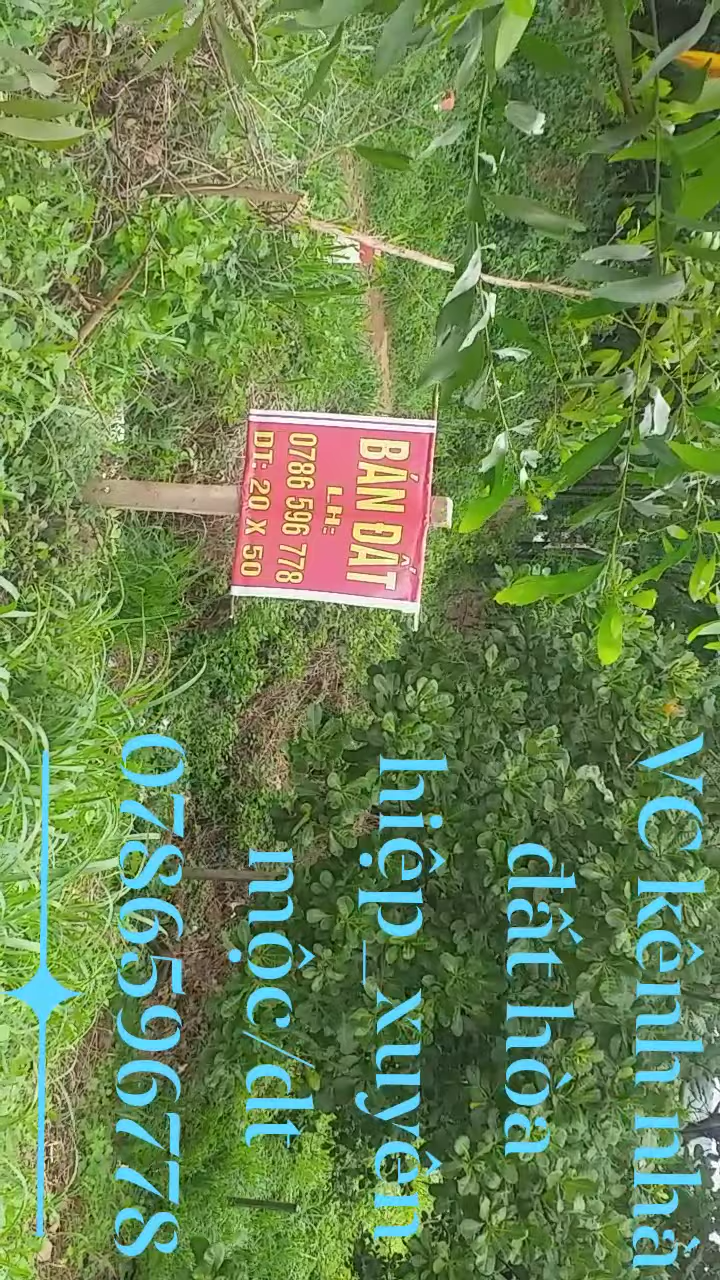 BÁN ĐẤT
LH:
0786 596 778
DT: 20 X 50
VC kênh nhà
đất hòa
hiệp_xuyên
mộc/dt
0786596778